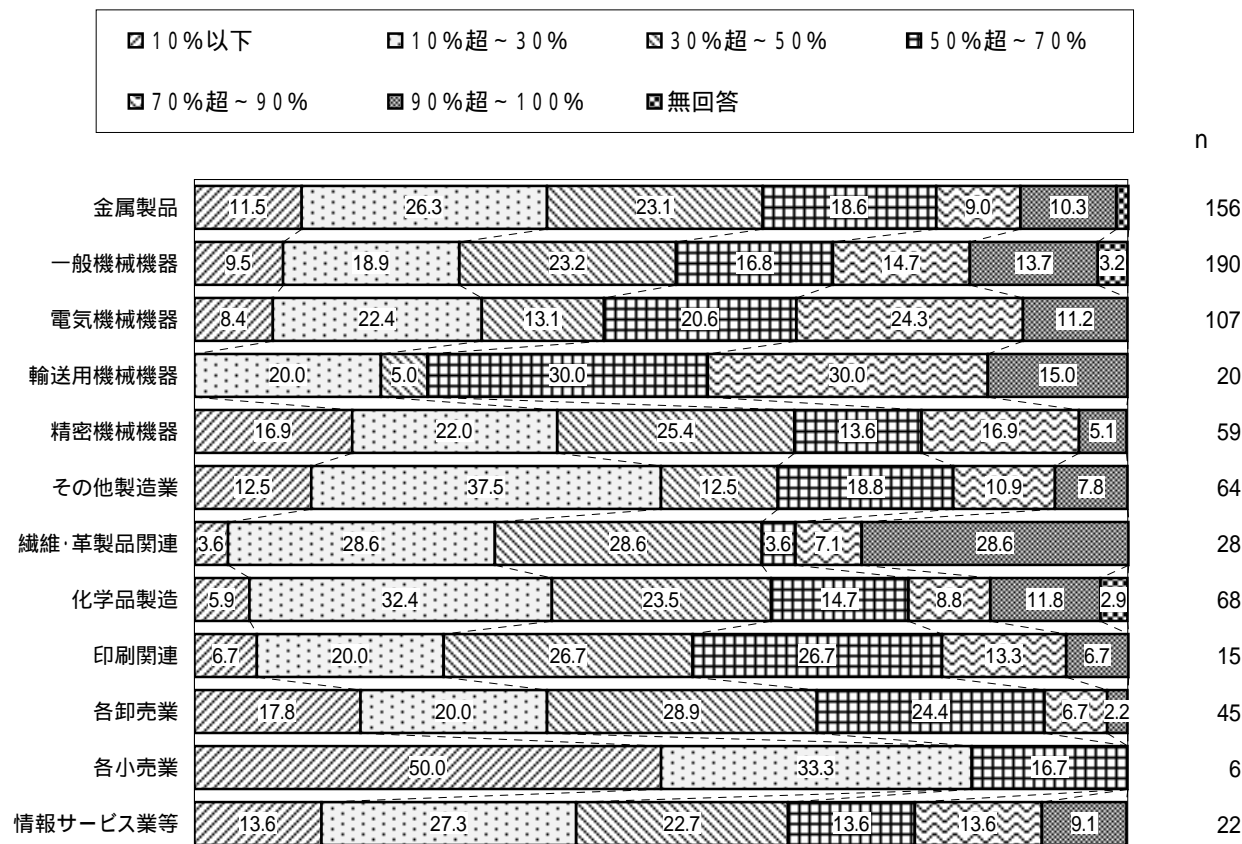 10%以下 10%超~30% 30%超~50% 50%超~70%
70%超~90% 90%超~100% 無回答
n
金属製品 11.5 26.3 23.1 18.6 9.0 10.3 156
一般機械機器 9.5 18.9 23.2 16.8 14.7 13.7 3.2 190
電気機械機器 8.4 22.4 13.1 20.6 24.3 11.2 107
輸送用機械機器 20.0 5.0 30.0 30.0 15.0 20
精密機械機器 16.9 22.0 25.4 13.6 16.9 5.1 59
その他製造業 12.5 37.5 12.5 18.8 10.9 7.8 64
繊維・革製品関連 3.6 28.6 28.6 3.6 7.1 28.6 28
化学品製造 5.9 32.4 23.5 14.7 8.8 11.8 2.9 68
印刷関連 6.7 20.0 26.7 26.7 13.3 6.7 15
各卸売業 17.8 20.0 28.9 24.4 6.7 2.2 45
各小売業 50.0 33.3 16.7 6
情報サービス業等 13.6 27.3 22.7 13.6 13.6 9.1 22